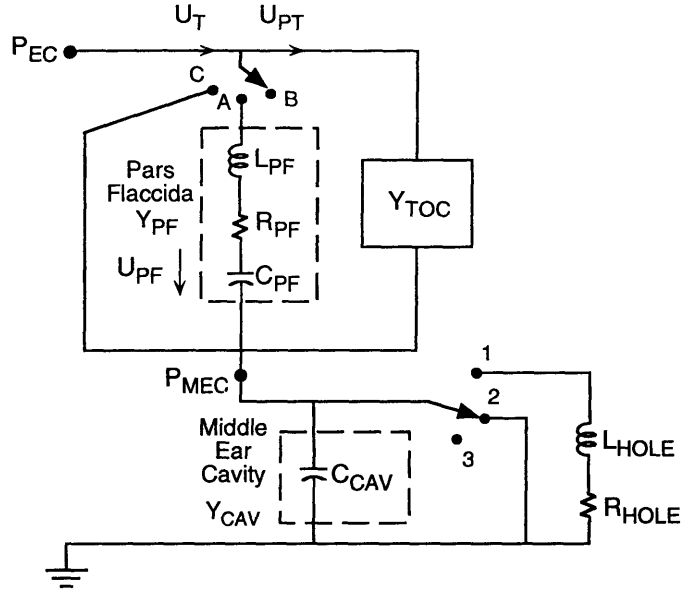 U_T
U_PT
P_EC
C
A
B
L_PF
Pars
Flaccida
Y_PF
R_PF
Y_TOC
U_PF
C_PF
1
P_MEC
2
Middle
Ear
Cavity
3
L_HOLE
C_CAV
Y_CAV
R_HOLE